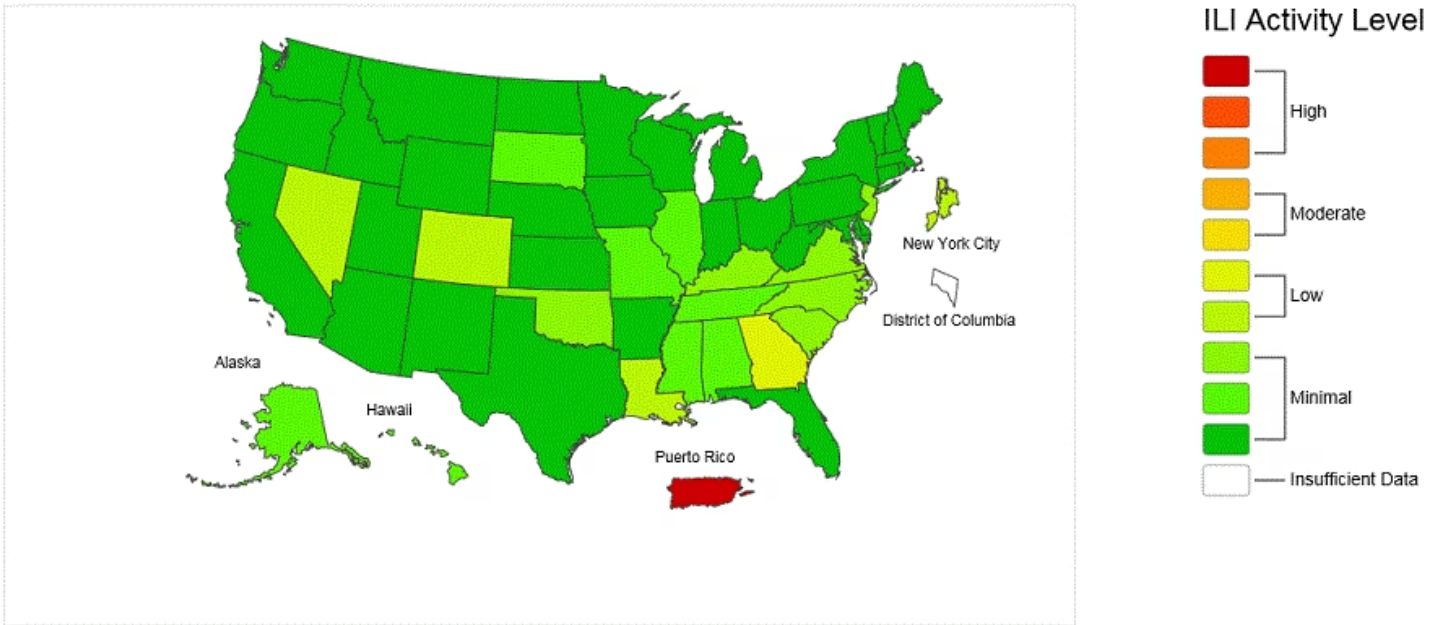 ILI Activity Level
High
Moderate
New York City
Low
District of Columbia
Alaska
Hawaii
Minimal
Puerto Rico
Insufficient Data